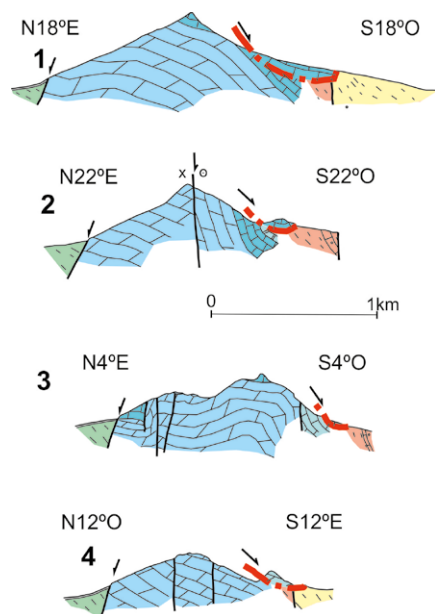 N18ºE S18ºO
1
N22ºE x ʘ S22ºO
2
0 1km
N4ºE S4ºO
3
N12ºO S12ºE
4